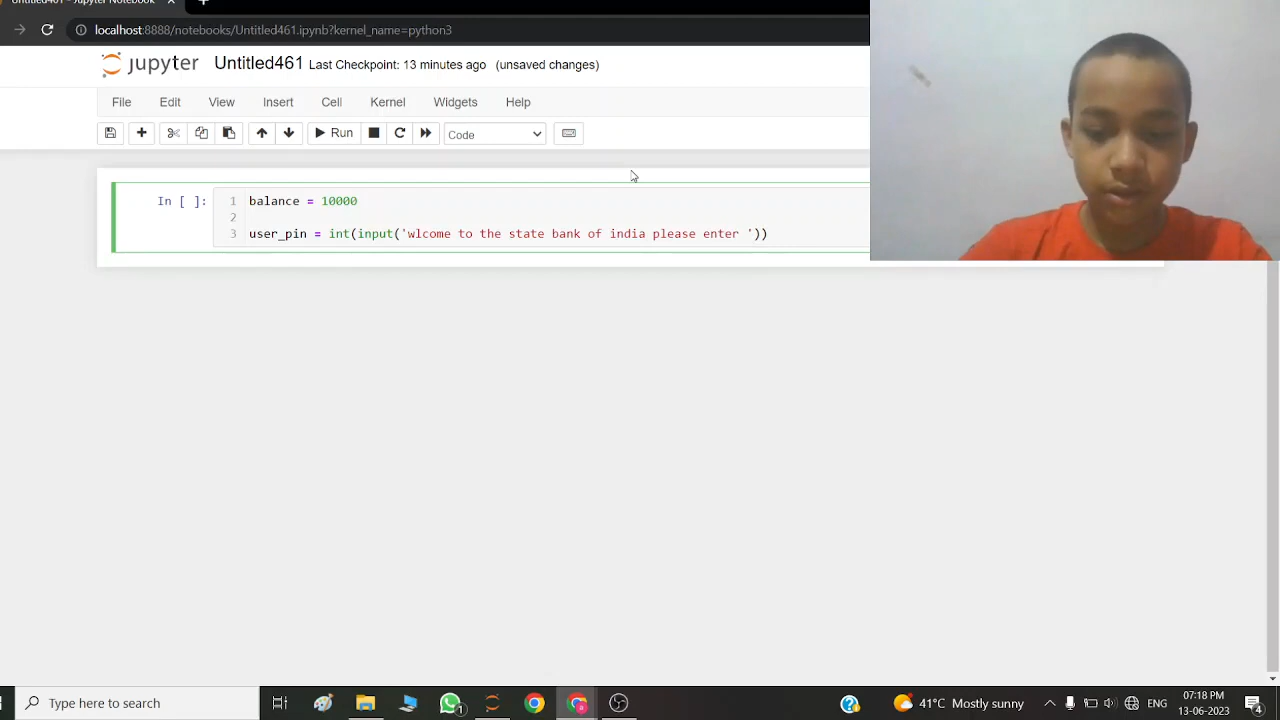 Untitled461 - Jupyter Notebook
localhost:8888/notebooks/Untitled461.ipynb?kernel_name=python3
jupyter Untitled461 Last Checkpoint: 13 minutes ago (unsaved changes)
File Edit View Insert Cell Kernel Widgets Help
Run Code
In [ ]: 1 balance = 10000
2
3 user_pin = int(input('wlcome to the state bank of india please enter '))
Type here to search
1
41°C Mostly sunny
ENG
07:18 PM
13-06-2023
4